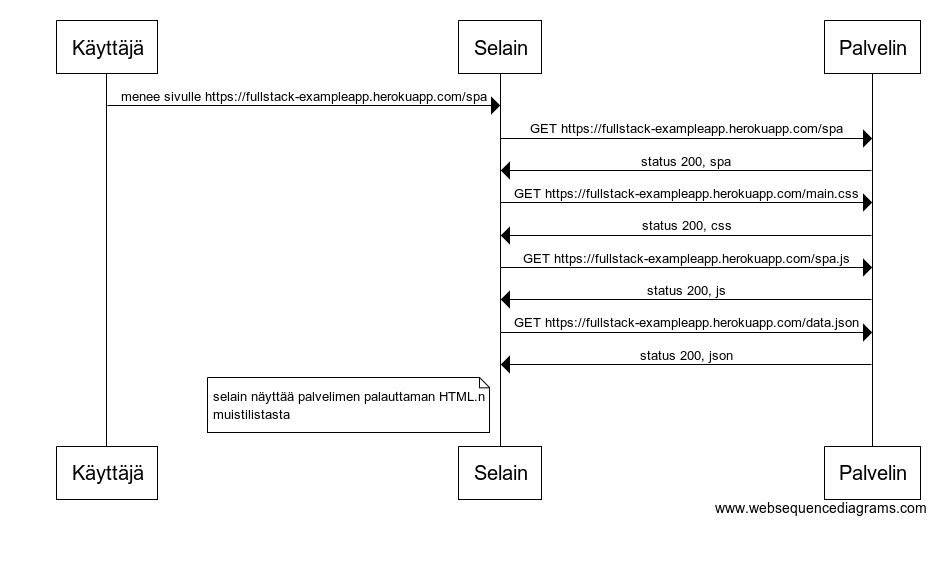 Käyttäjä
Selain
Palvelin
menee sivulle https://fullstack-exampleapp.herokuapp.com/spa
GET https://fullstack-exampleapp.herokuapp.com/spa
status 200, spa
GET https://fullstack-exampleapp.herokuapp.com/main.css
status 200, css
GET https://fullstack-exampleapp.herokuapp.com/spa.js
status 200, js
GET https://fullstack-exampleapp.herokuapp.com/data.json
status 200, json
selain näyttää palvelimen palauttaman HTML.n
muistilistasta
Käyttäjä
Selain
Palvelin
www.websequencediagrams.com